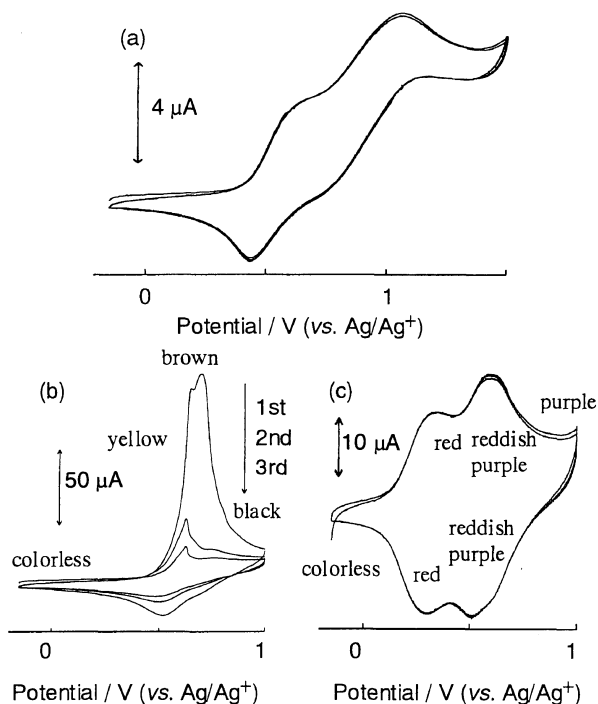 (a)
4 μA
0 1
Potential / V (vs. Ag/Ag+)
(b)
brown
1st
2nd
3rd
yellow
50 μA
black
colorless
0 1
Potential / V (vs. Ag/Ag+)
(c)
purple
10 μA
red
reddish
purple
reddish
purple
colorless
red
0 1
Potential / V (vs. Ag/Ag+)